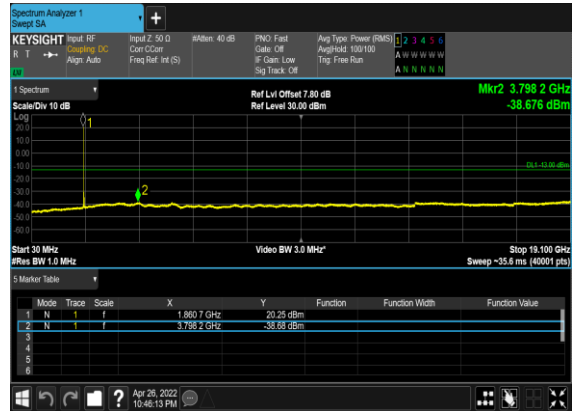 Spectrum Analyzer 1
Swept SA
+
KEYSIGHT Input: RF Input Z: 50 Ω #Atten: 40 dB PNO: Fast Avg Type: Power (RMS) 1 2 3 4 5 6
R T Coupling: DC Corr CCorr Gate: Off Avg|Hold: 100/100 A W W W W W
Align: Auto Freq Ref: Int (S) IF Gain: Low Trig: Free Run
Sig Track: Off A N N N N N
1 Spectrum Ref Lvl Offset 7.80 dB Mkr2 3.798 2 GHz
Scale/Div 10 dB Ref Level 30.00 dBm -38.676 dBm
Log
20.0
10.0
0.00
-10.0
-20.0
-30.0
-40.0
-50.0
-60.0
1
2
DL1 -13.00 dBm
Start 30 MHz Video BW 3.0 MHz* Stop 19.100 GHz
#Res BW 1.0 MHz Sweep ~35.6 ms (40001 pts)
5 Marker Table
Mode Trace Scale X Y Function Function Width Function Value
1 N 1 f 1.860 7 GHz 20.25 dBm
2 N 1 f 3.798 2 GHz -38.68 dBm
3
4
5
6
? Apr 26, 2022
10:46:13 PM